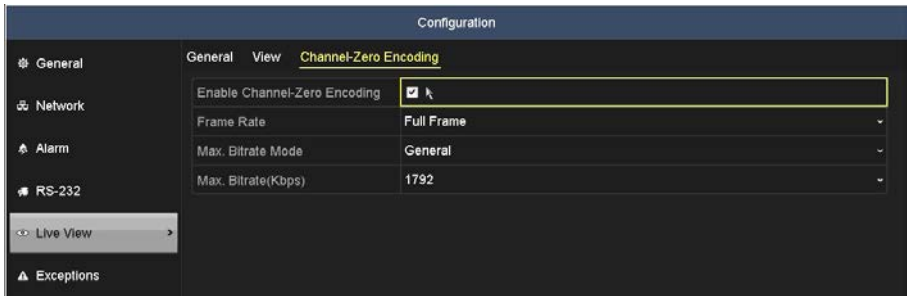 Configuration
General
Network
Alarm
RS-232
Live View
Exceptions
General View Channel-Zero Encoding
Enable Channel-Zero Encoding
Frame Rate Full Frame
Max. Bitrate Mode General
Max. Bitrate(Kbps) 1792